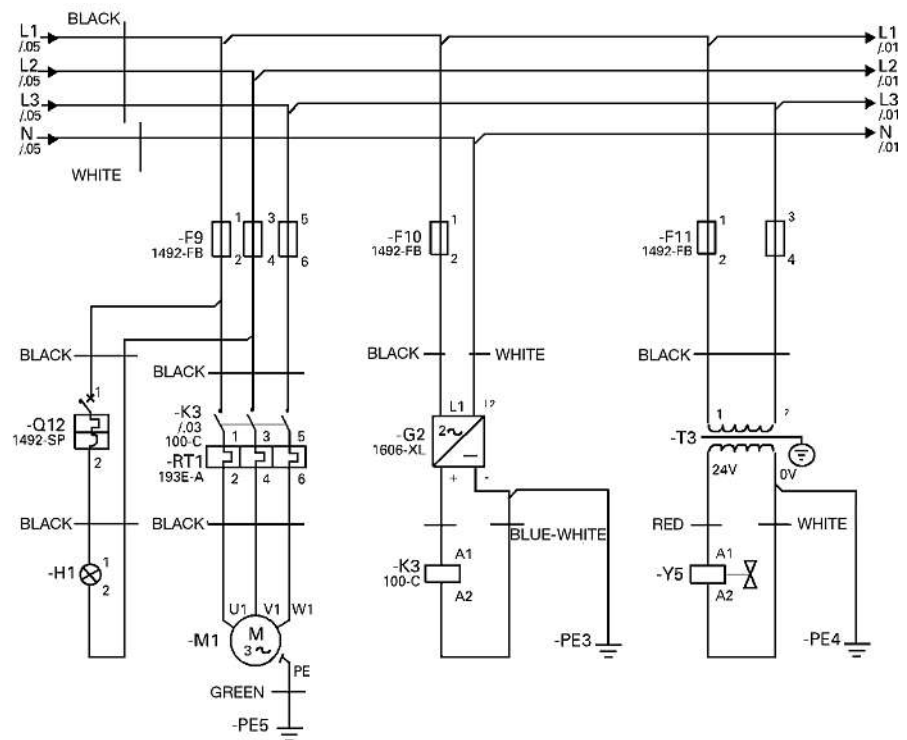 BLACK
L1
/.05
L1
/.01
L2
/.05
L2
/.01
L3
/.05
L3
/.01
N
/.05
N
/.01
WHITE
-F9
1492-FB
1
2
3
4
5
6
-F10
1492-FB
1
2
-F11
1492-FB
1
2
3
4
BLACK
BLACK
BLACK
WHITE
BLACK
-Q12
1492-SP
1
2
-K3
/.03
100-C
1
3
5
-RT1
193E-A
2
4
6
L1
L2
-G2
1606-XL
2
+
-
1
2
-T3
24V
0V
BLACK
BLACK
BLUE-WHITE
RED
WHITE
-H1
1
2
-K3
100-C
A1
A2
-Y5
A1
A2
U1
V1
W1
-M1
M
3
PE
-PE3
-PE4
GREEN
-PE5